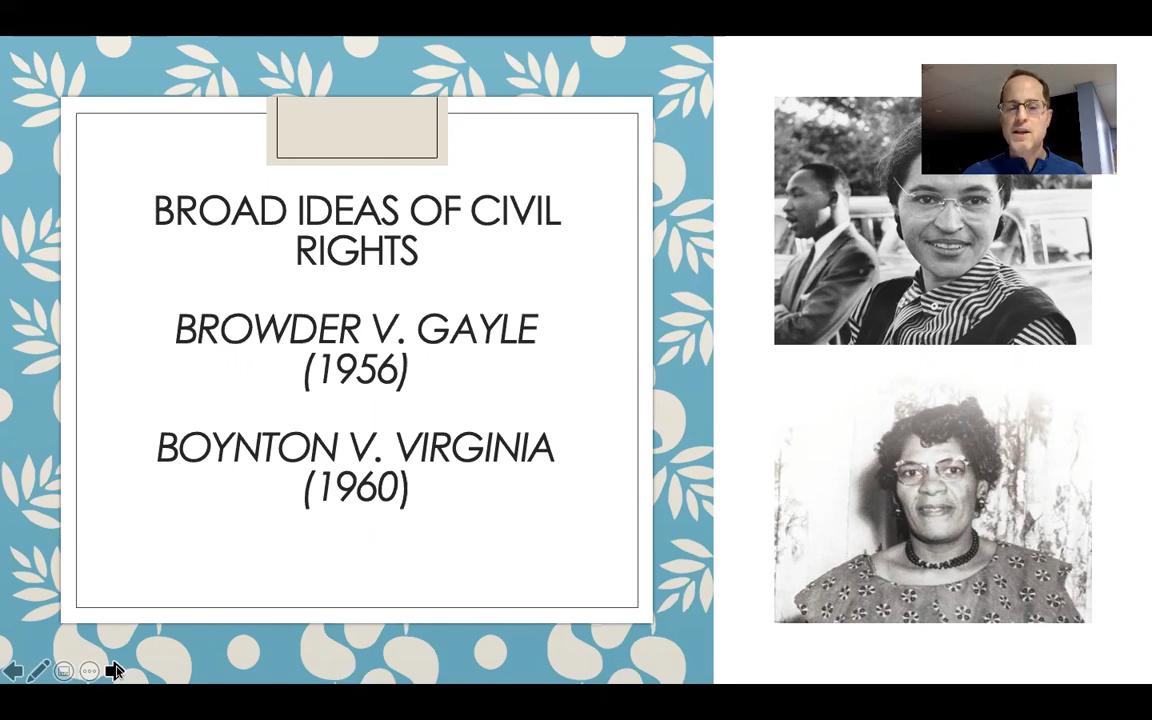 BROAD IDEAS OF CIVIL
RIGHTS
BROWDER V. GAYLE
(1956)
BOYNTON V. VIRGINIA
(1960)